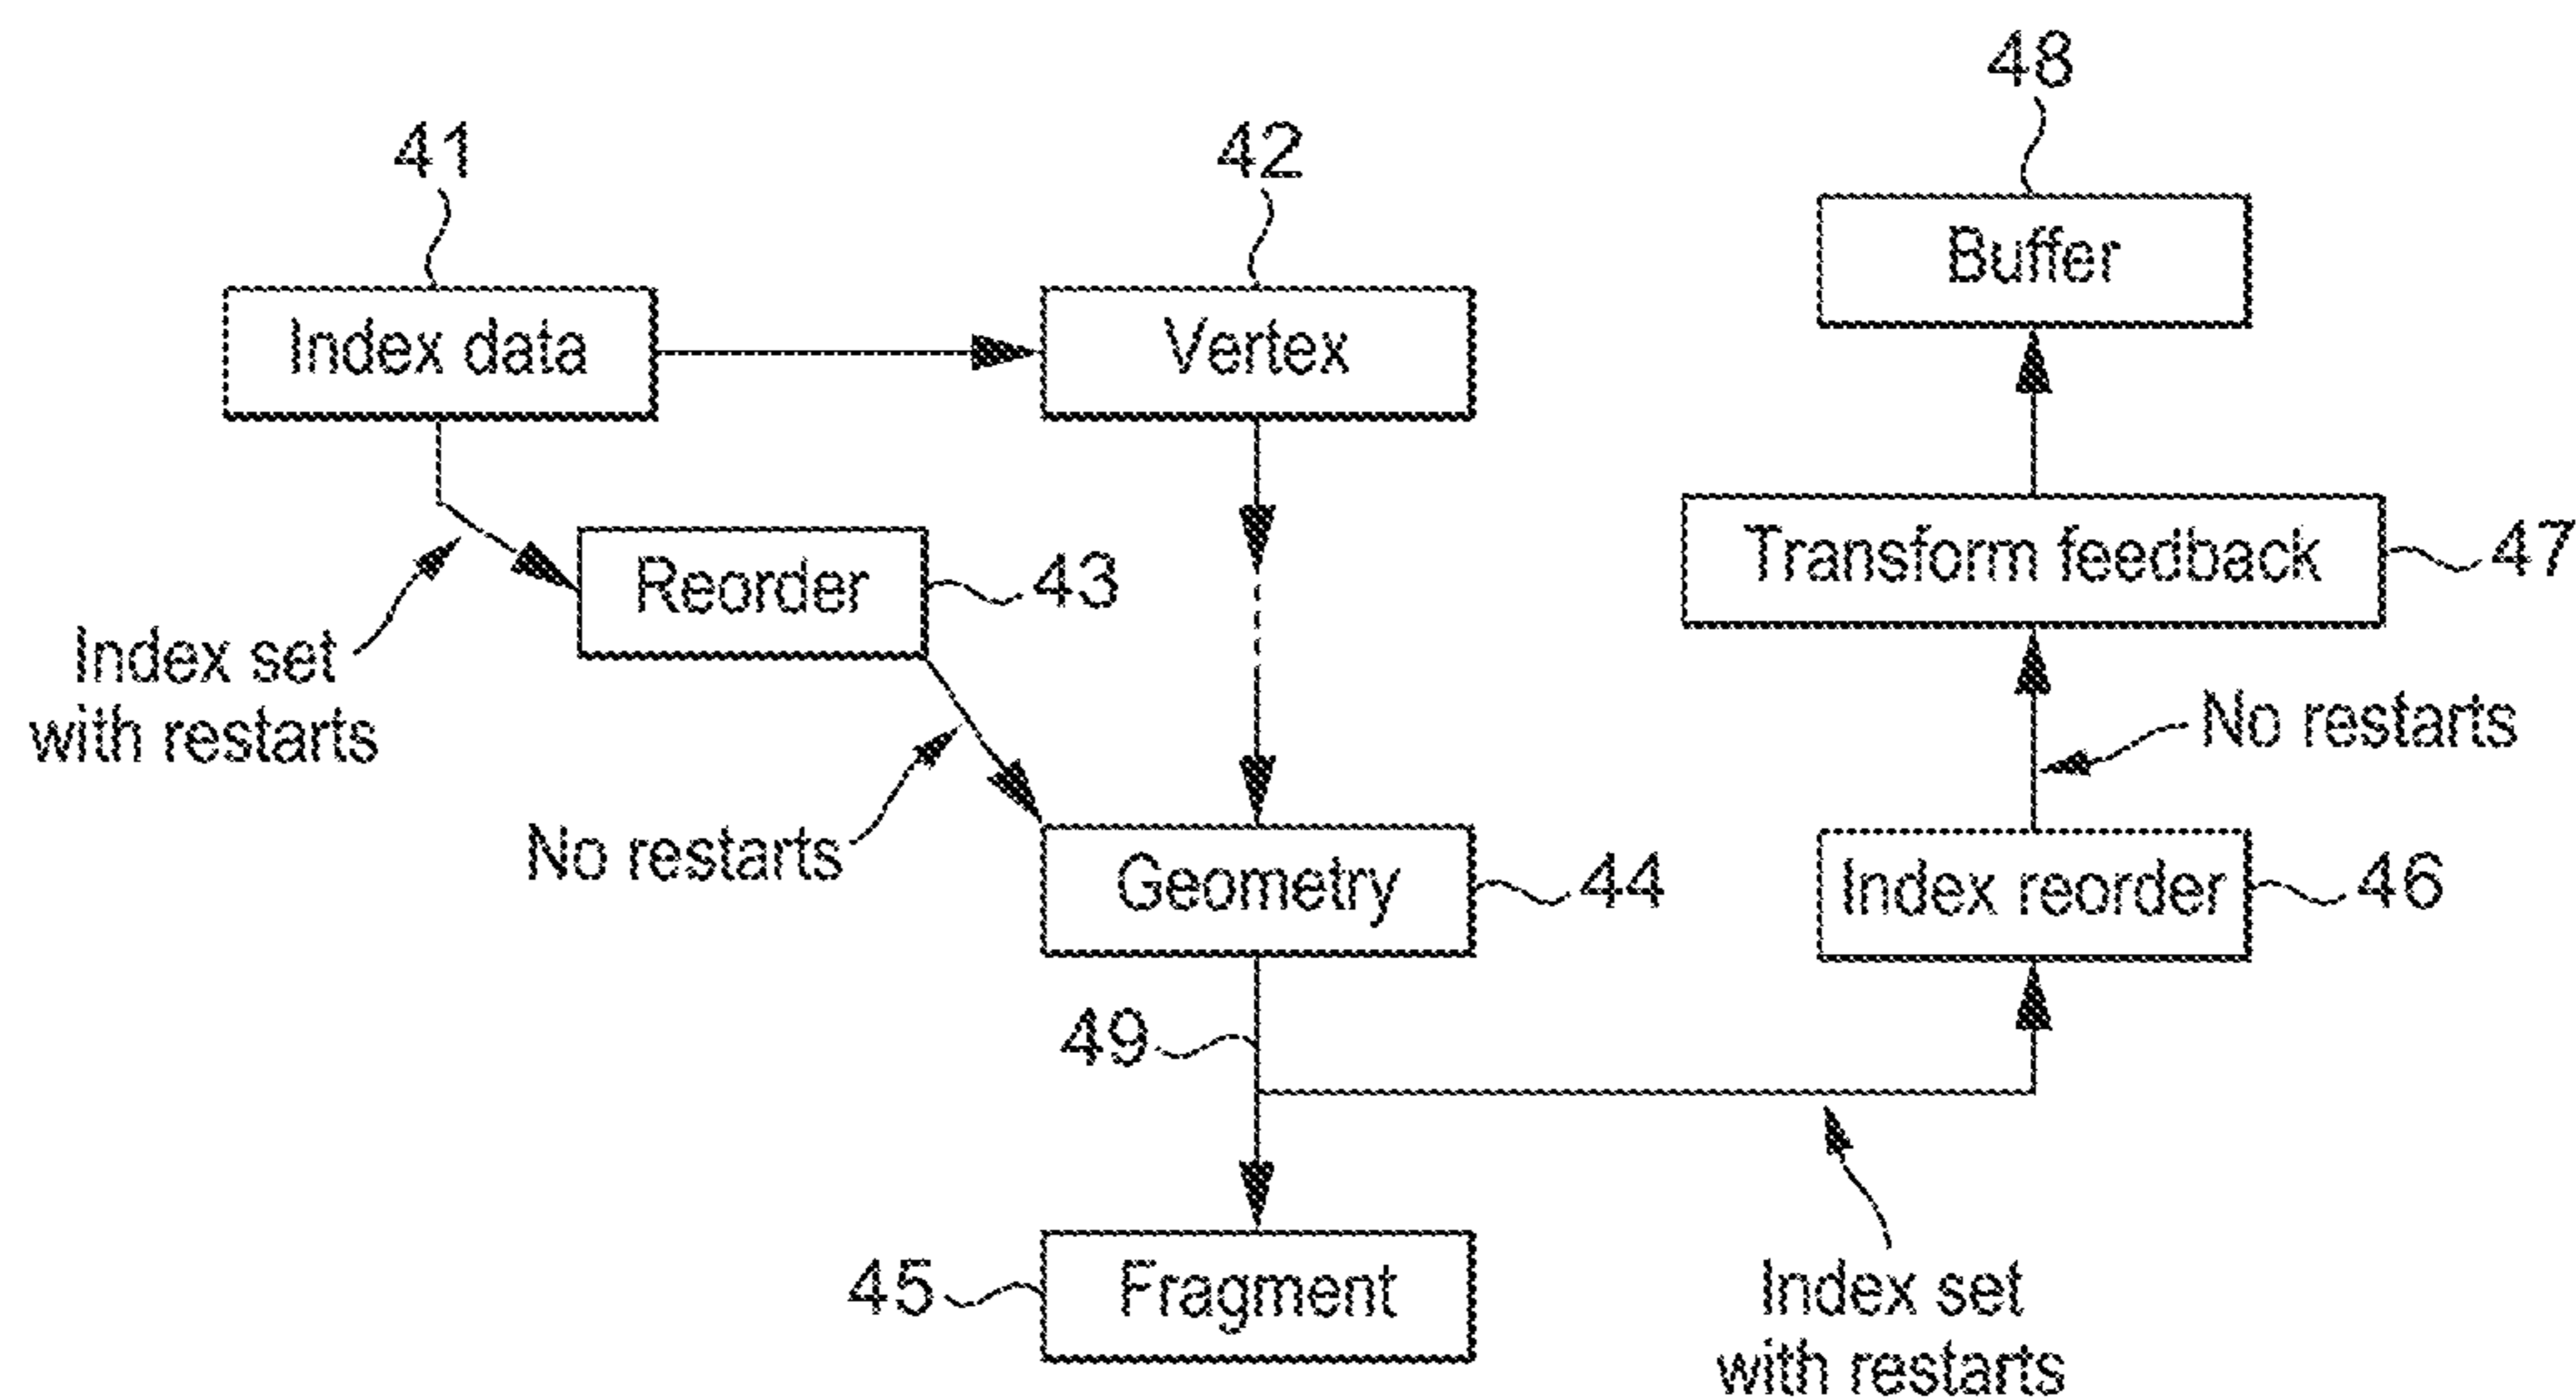 48
41
42
Buffer
Index data
Vertex
Reorder
43
Transform feedback
47
Index set
with restarts
No restarts
No restarts
Geometry
44
Index reorder
46
49
45
Fragment
Index set
with restarts